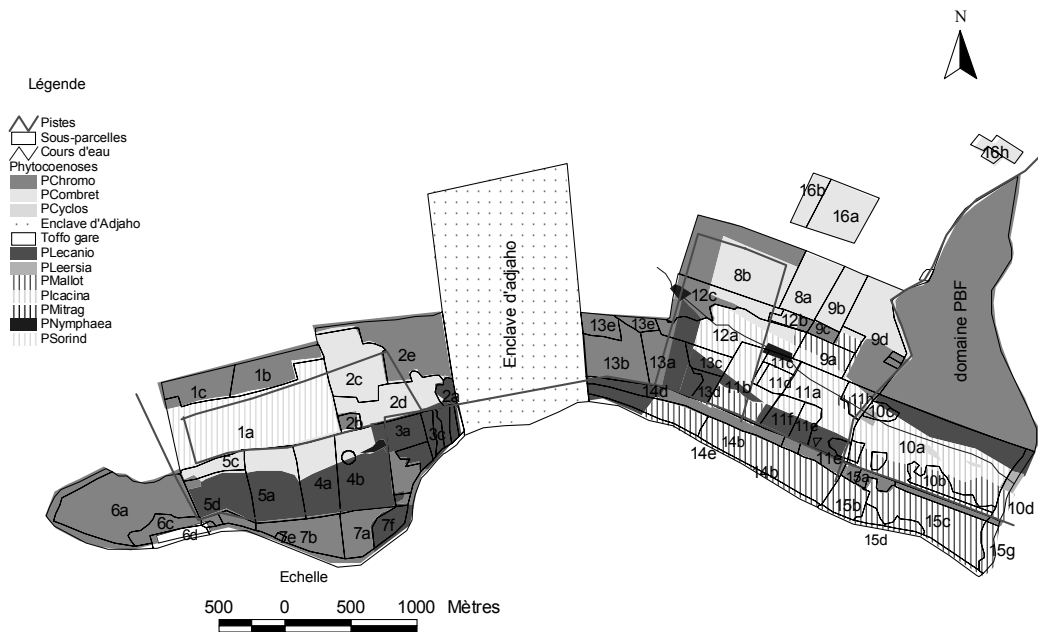 N
Légende
Pistes
Sous-parcelles
Cours d'eau
Phytocoenoses
PChromo
PCombret
PCyclos
Enclave d'Adjaho
Toffo gare
PLecanio
PLeersia
PMallot
PIcacina
PMitrag
PNymphaea
PSorind
16h
16b
16a
Enclave d'adjaho
domaine PBF
8b
12c
8a
9b
12b
9c
9d
13e
13e
12a
9a
2e
13b
13a
13c
11c
1c
1b
2c
11d
11a
11h
2a
14d
13d
11b
10c
2d
2b
3a
3c
11f
11e
1a
14b
10a
5c
14e
11e
4a
4b
14b
15a
10b
5a
5d
6a
6c
15b
15c
10d
6d
7e
7b
7a
7f
15d
15g
Echelle
500 0 500 1000 Mètres